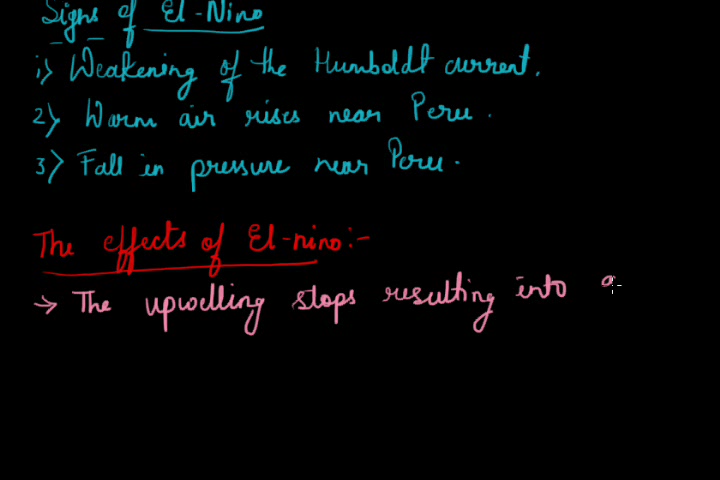 Signs of El-Nino
1) Weakening of the Humboldt current.
2) Warm air rises near Peru.
3) Fall in pressure near Peru.
The effects of El-nino:-
→ The upwelling stops resulting into